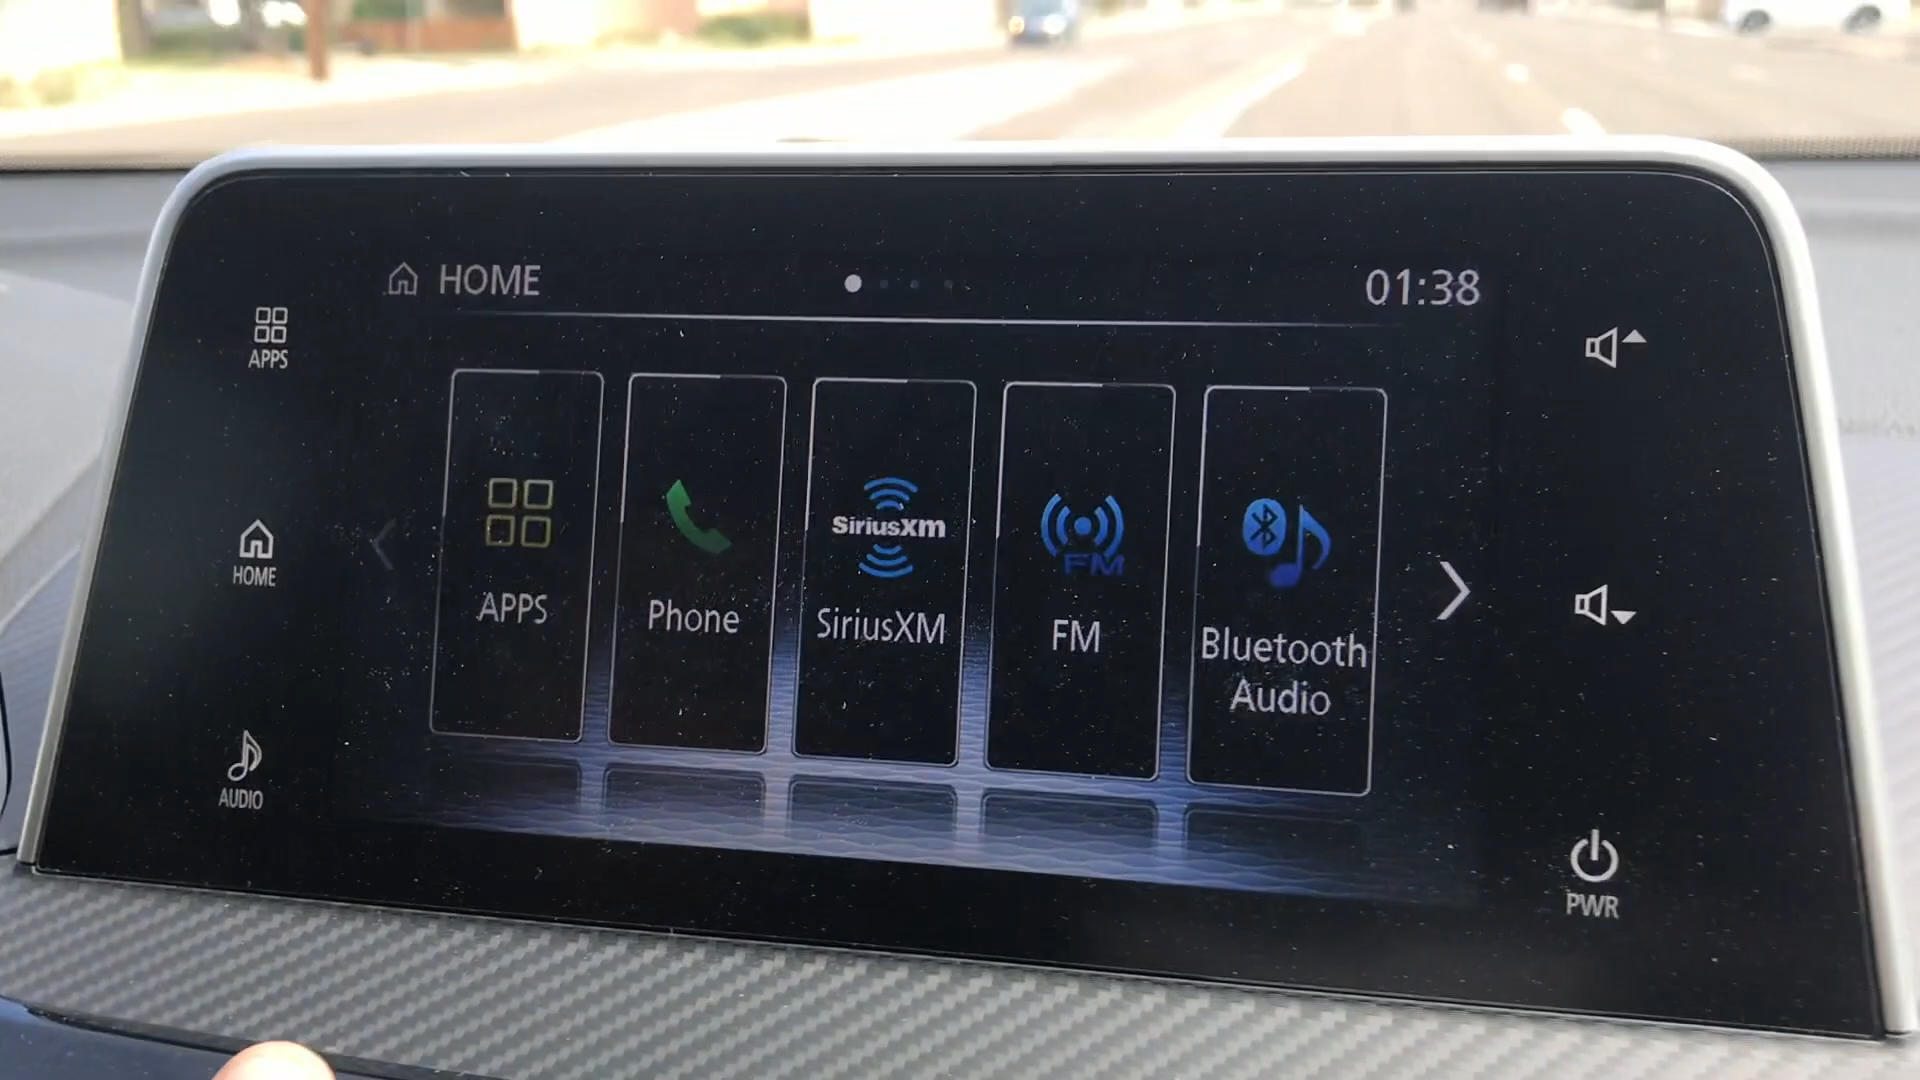 HOME
01:38
APPS
HOME
AUDIO
APPS
Phone
SiriusXM
SiriusXM
FM
FM
Bluetooth
Audio
PWR